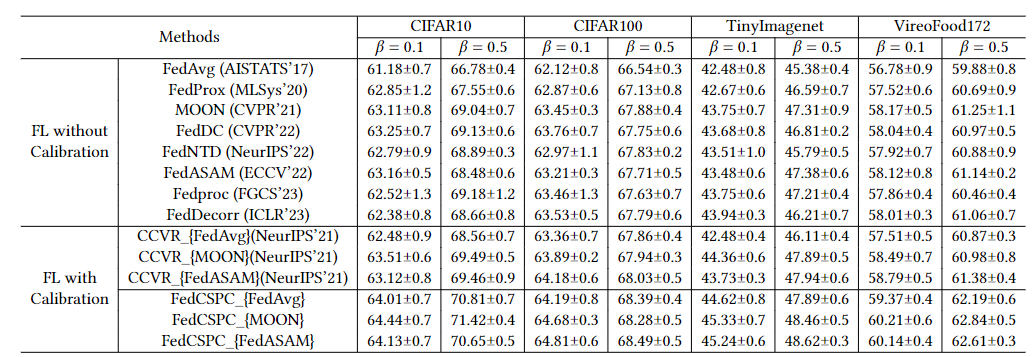 Methods CIFAR10 CIFAR100 TinyImagenet VireoFood172
β = 0.1 β = 0.5 β = 0.1 β = 0.5 β = 0.1 β = 0.5 β = 0.1 β = 0.5
FL without Calibration
FedAvg (AISTATS'17) 61.18±0.7 66.78±0.4 62.12±0.8 66.54±0.3 42.48±0.8 45.38±0.4 56.78±0.9 59.88±0.8
FedProx (MLSys'20) 62.85±1.2 67.55±0.6 62.87±0.6 67.13±0.8 42.67±0.6 46.59±0.7 57.52±0.6 60.69±0.9
MOON (CVPR'21) 63.11±0.8 69.04±0.7 63.45±0.3 67.88±0.4 43.75±0.7 47.31±0.9 58.17±0.5 61.25±1.1
FedDC (CVPR'22) 63.25±0.7 69.13±0.6 63.76±0.7 67.75±0.6 43.68±0.8 46.81±0.2 58.04±0.4 60.97±0.5
FedNTD (NeurIPS'22) 62.79±0.9 68.89±0.3 62.97±1.1 67.83±0.2 43.51±1.0 45.79±0.5 57.92±0.7 60.88±0.9
FedASAM (ECCV'22) 63.16±0.5 68.48±0.6 63.21±0.3 67.71±0.5 43.48±0.6 47.38±0.6 58.12±0.8 61.14±0.2
Fedproc (FGCS'23) 62.52±1.3 69.18±1.2 63.46±1.3 67.63±0.7 43.75±0.6 47.21±0.4 57.86±0.4 60.46±0.4
FedDecorr (ICLR'23) 62.38±0.8 68.66±0.8 63.53±0.5 67.79±0.6 43.94±0.3 46.21±0.7 58.01±0.3 61.06±0.7
FL with Calibration
CCVR_{FedAvg}(NeurIPS'21) 62.48±0.9 68.56±0.7 63.36±0.7 67.86±0.4 42.48±0.4 46.11±0.4 57.51±0.5 60.87±0.3
CCVR_{MOON}(NeurIPS'21) 63.51±0.6 69.49±0.5 63.89±0.2 67.94±0.3 44.36±0.6 47.89±0.5 58.49±0.7 60.98±0.8
CCVR_{FedASAM}(NeurIPS'21) 63.12±0.8 69.46±0.9 64.18±0.6 68.03±0.5 43.73±0.3 47.94±0.6 58.79±0.5 61.38±0.4
FedCSPC_{FedAvg} 64.01±0.7 70.81±0.7 64.19±0.8 68.39±0.4 44.62±0.8 47.89±0.6 59.37±0.4 62.19±0.6
FedCSPC_{MOON} 64.44±0.7 71.42±0.4 64.68±0.3 68.28±0.5 45.33±0.7 48.46±0.5 60.21±0.6 62.84±0.5
FedCSPC_{FedASAM} 64.13±0.7 70.65±0.5 64.81±0.6 68.49±0.5 45.24±0.6 48.62±0.3 60.14±0.4 62.61±0.3